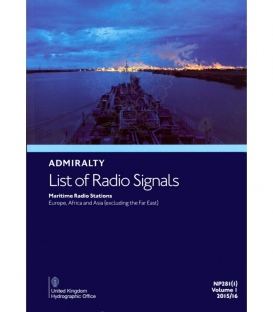 ADMIRALTY
List of Radio Signals
Maritime Radio Stations
Europe, Africa and Asia (excluding the Far East)
NP281(1)
Volume 1
2015/16
United Kingdom
Hydrographic Office